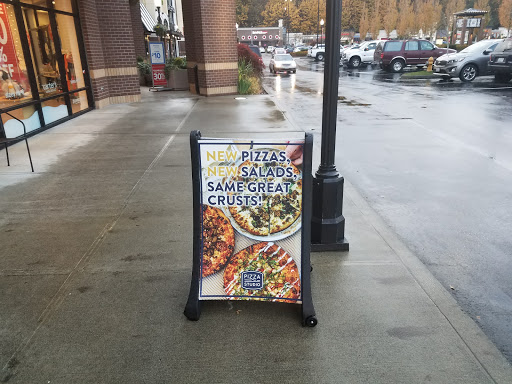 NEW PIZZAS,
NEW SALADS,
SAME GREAT
CRUSTS!
PIZZA
STUDIO